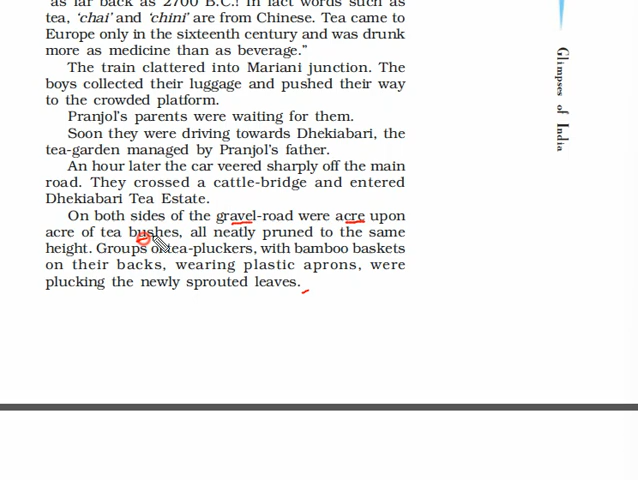 "as far back as 2700 B.C.! In fact words such as
tea, 'chai' and 'chini' are from Chinese. Tea came to
Europe only in the sixteenth century and was drunk
more as medicine than as beverage."
The train clattered into Mariani junction. The
boys collected their luggage and pushed their way
to the crowded platform.
Pranjol's parents were waiting for them.
Soon they were driving towards Dhekiabari, the
tea-garden managed by Pranjol's father.
An hour later the car veered sharply off the main
road. They crossed a cattle-bridge and entered
Dhekiabari Tea Estate.
On both sides of the gravel-road were acre upon
acre of tea bushes, all neatly pruned to the same
height. Groups of tea-pluckers, with bamboo baskets
on their backs, wearing plastic aprons, were
plucking the newly sprouted leaves.
Glimpses of India